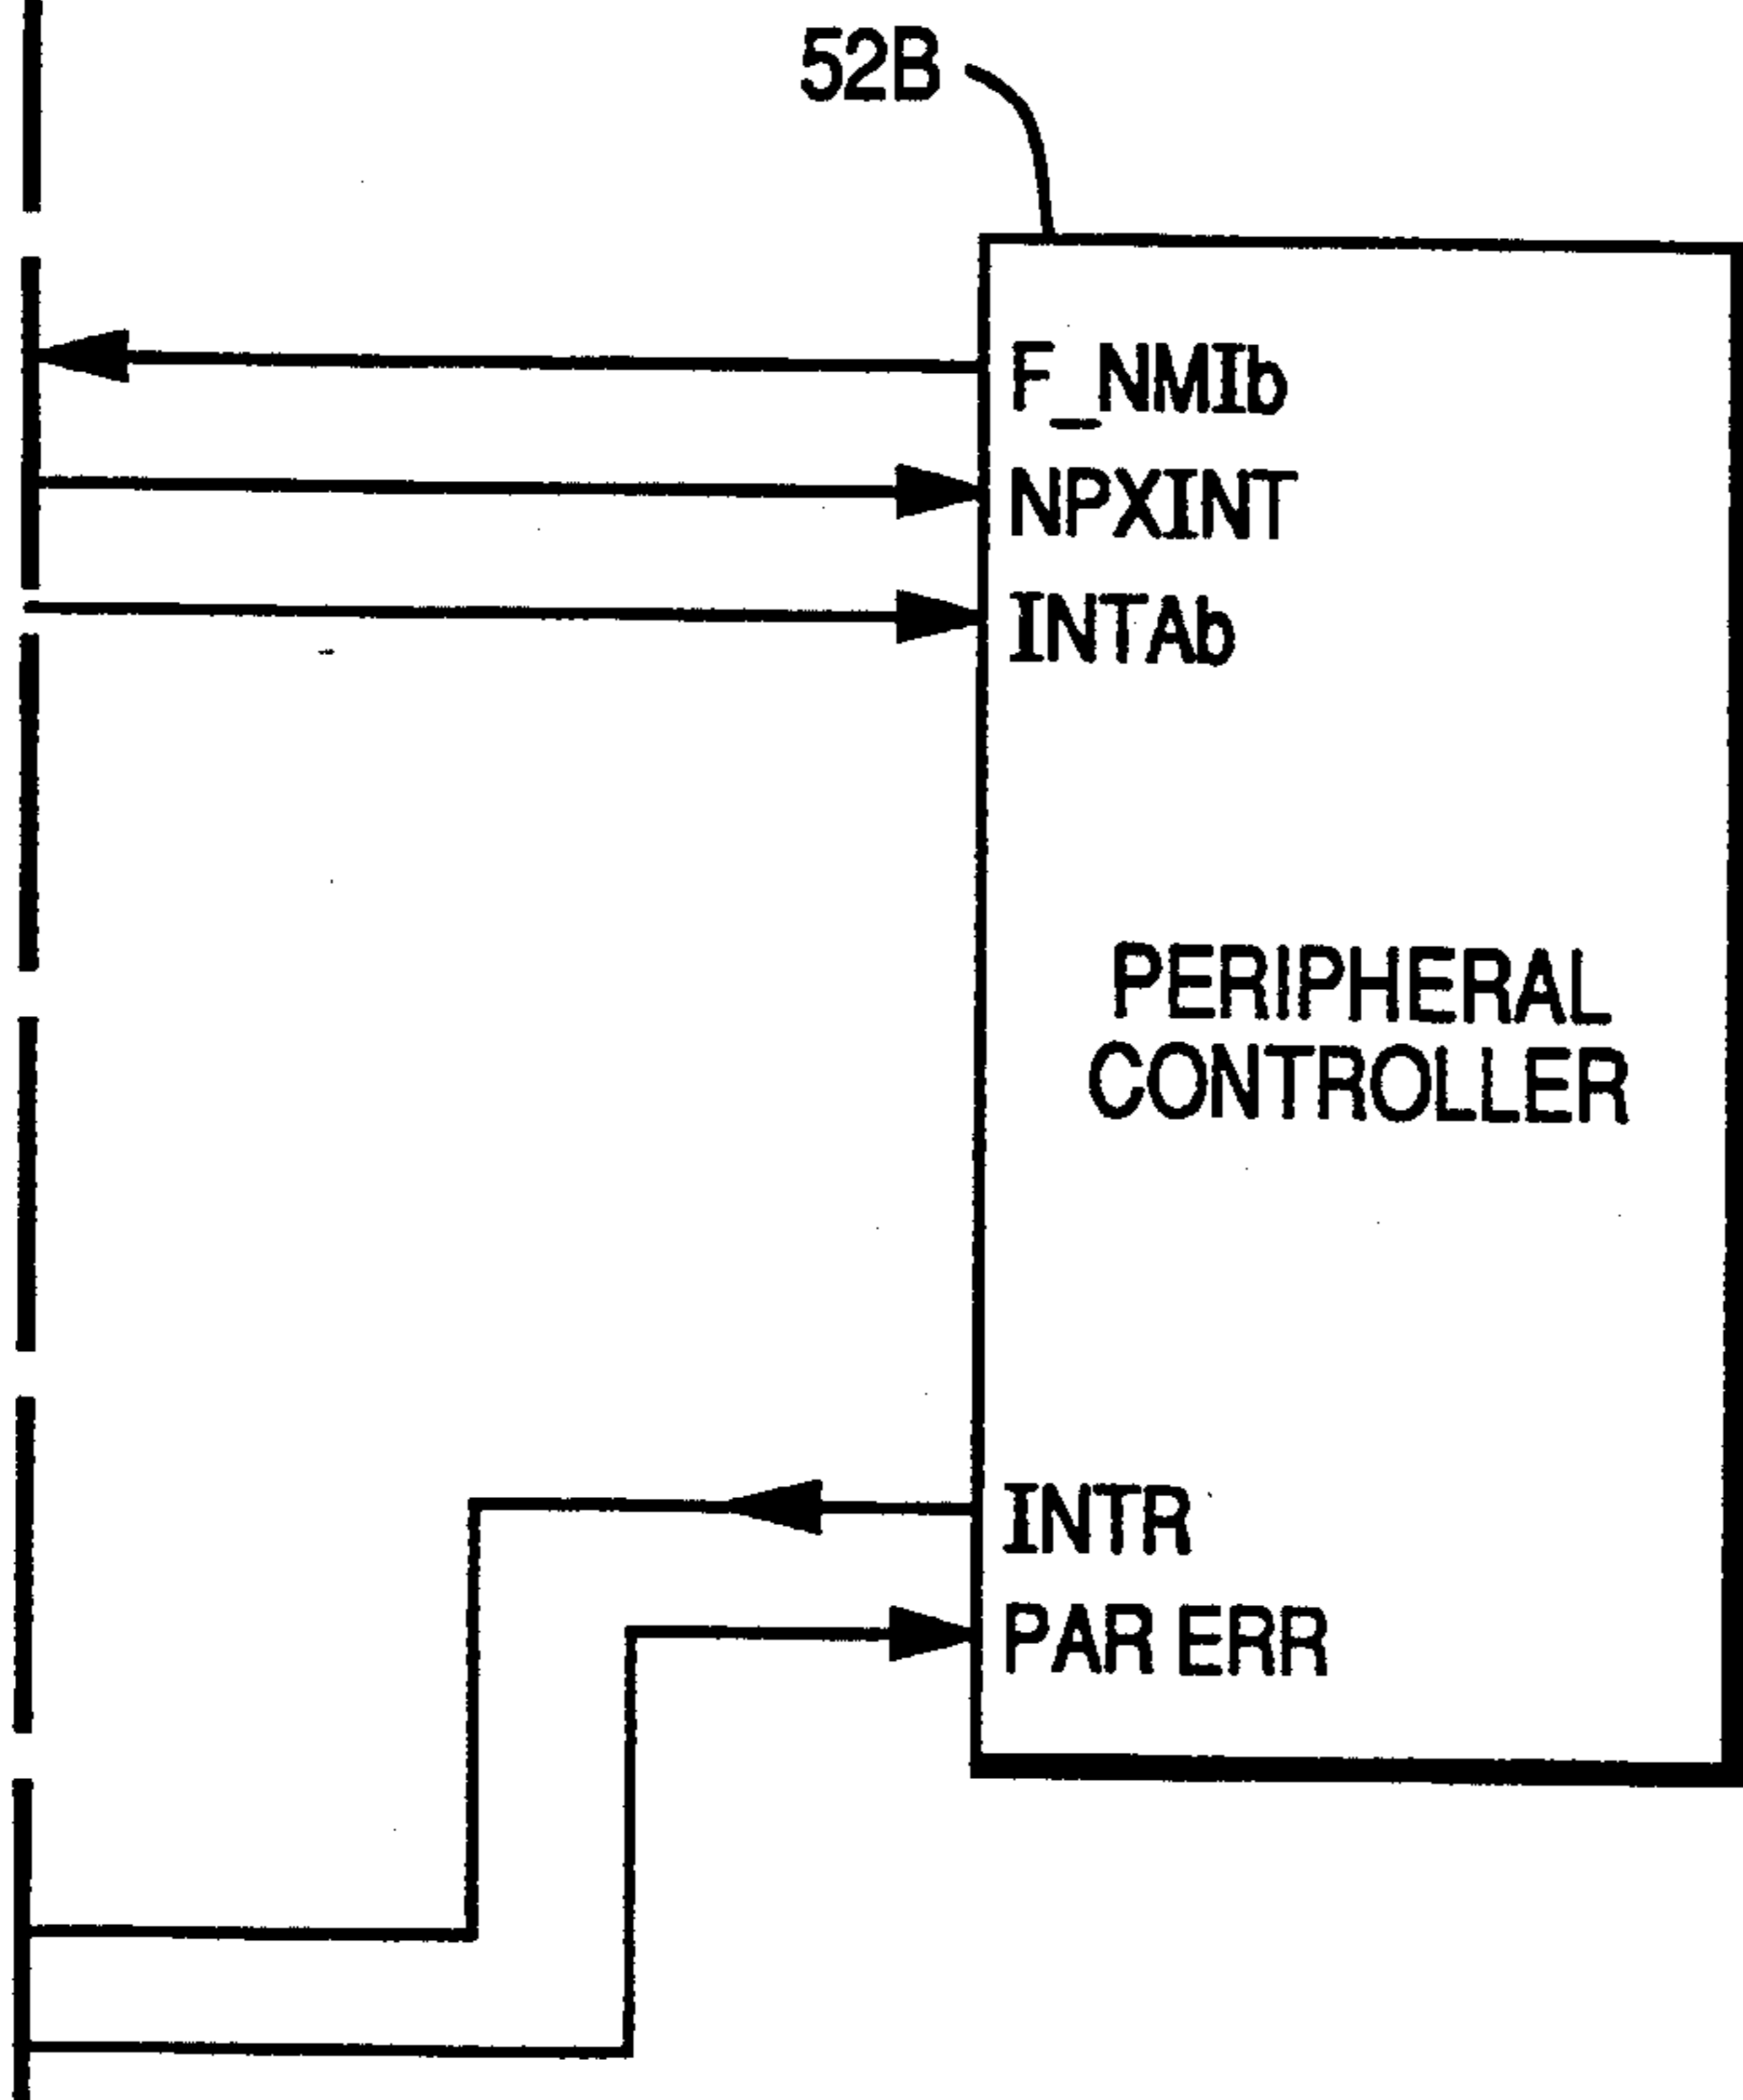 52B
F_NMIb
NPXINT
INTAb
PERIPHERAL
CONTROLLER
INTR
PAR ERR